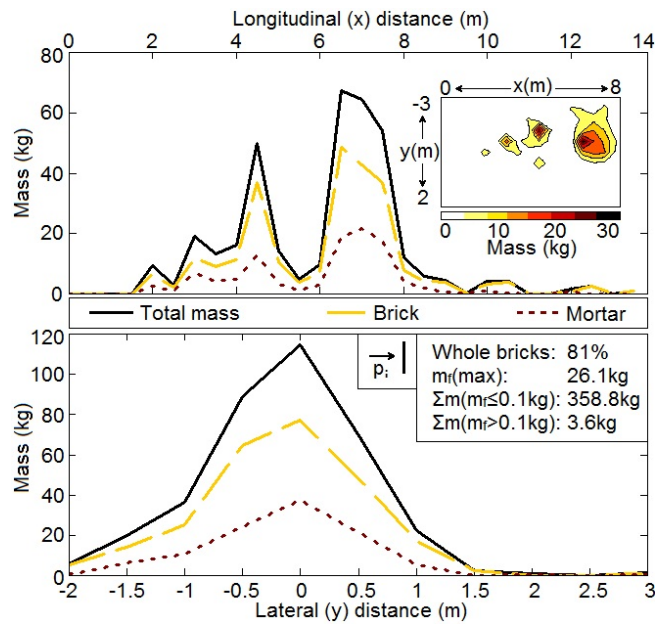 Longitudinal (x) distance (m)
0 2 4 6 8 10 12 14
80
60
40
20
0
Mass (kg)
0 x(m) 8
-3
y(m)
2
0 10 20 30
Mass (kg)
Total mass Brick Mortar
120
100
80
60
40
20
0
Mass (kg)
pᵢ
Whole bricks: 81%
m_f(max): 26.1kg
Σm(m_f≤0.1kg): 358.8kg
Σm(m_f>0.1kg): 3.6kg
-2 -1.5 -1 -0.5 0 0.5 1 1.5 2 2.5 3
Lateral (y) distance (m)